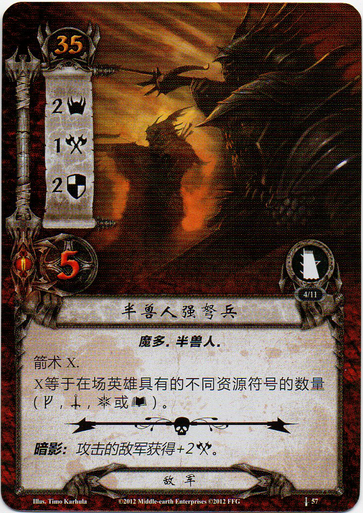 35
2
1
2
5
4/11
半兽人强弩兵
魔多. 半兽人.
箭术 X.
X等于在场英雄具有的不同资源符号的数量
( , , 或 ) 。
暗影: 攻击的敌军获得+2 。
敌 军
Illus. Timo Karhula
©2012 Middle-earth Enterprises ©2012 FFG
57